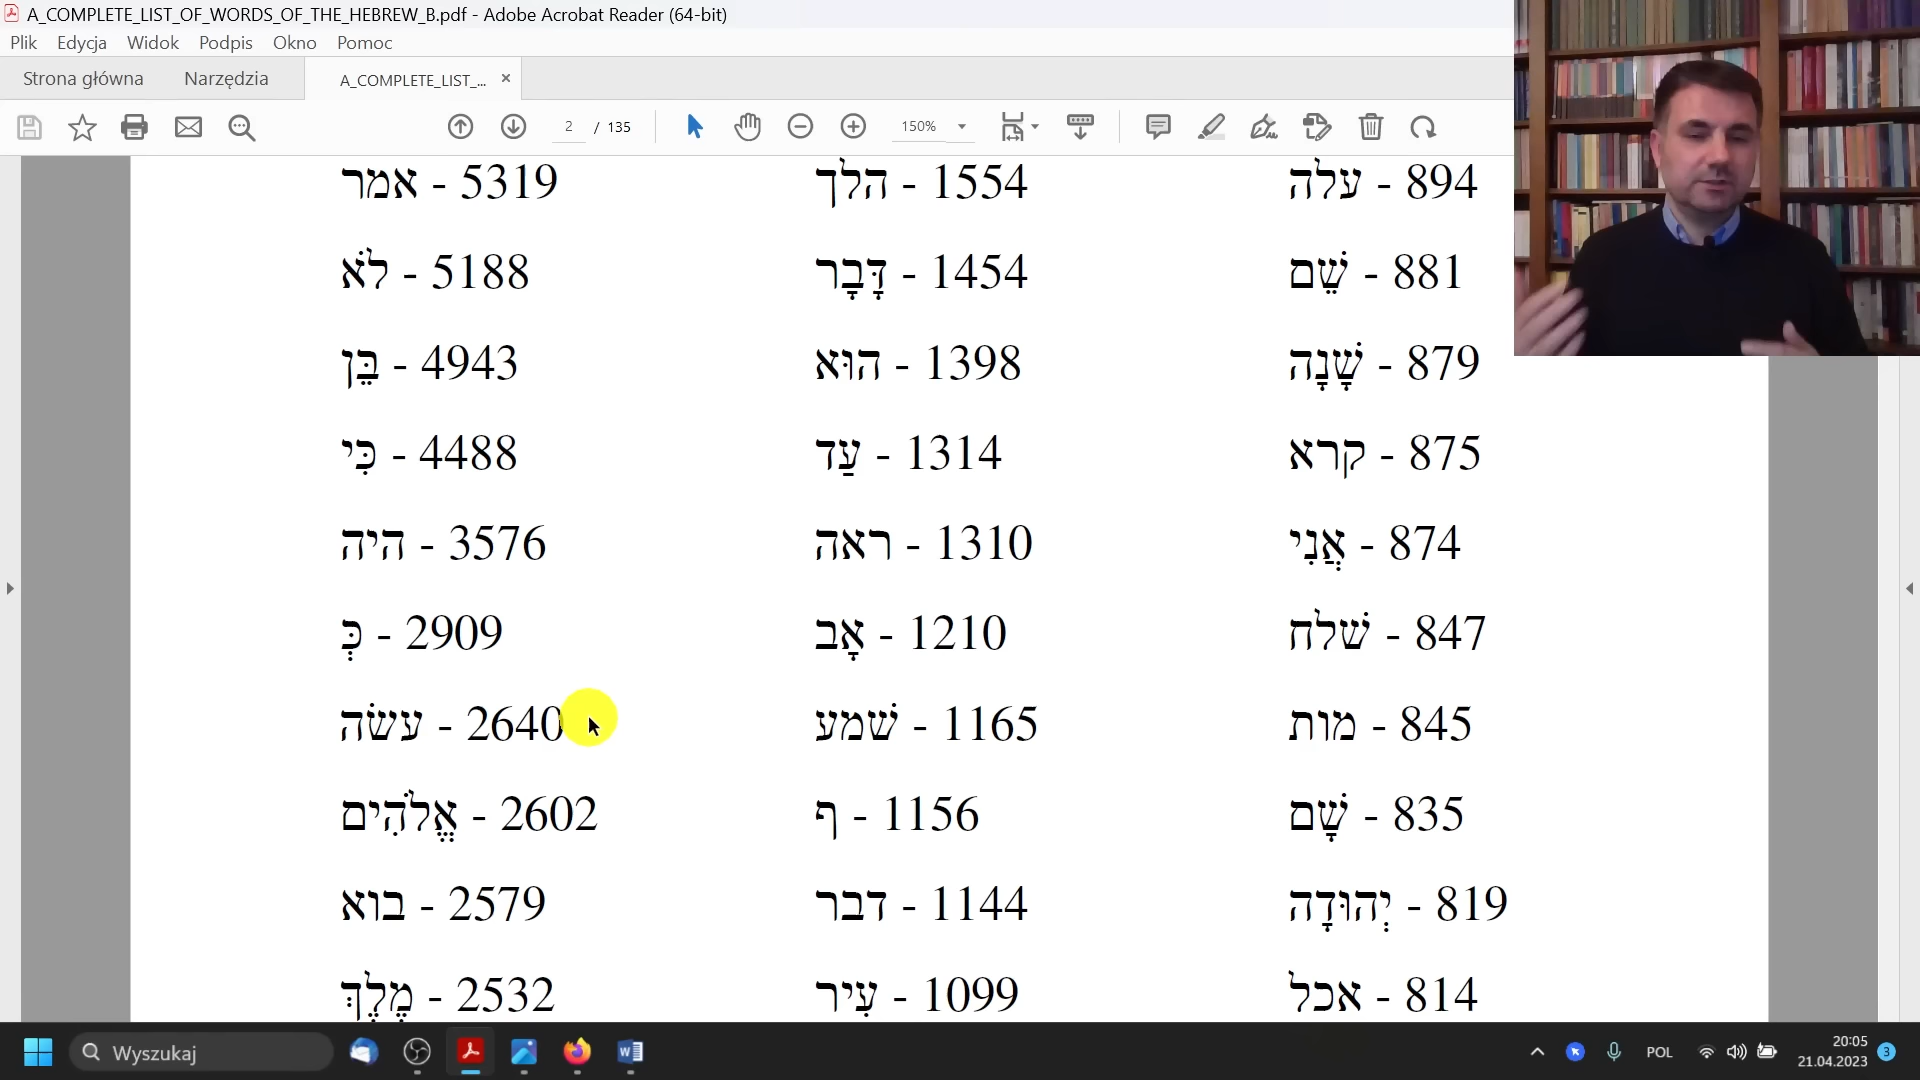 A_COMPLETE_LIST_OF_WORDS_OF_THE_HEBREW_B.pdf - Adobe Acrobat Reader (64-bit)
Plik Edycja Widok Podpis Okno Pomoc
Strona główna Narzędzia A_COMPLETE_LIST_...
2 / 135 150%
אמר - 5319
לֹא - 5188
בֵּן - 4943
כִּי - 4488
היה - 3576
כְּ - 2909
עשׂה - 2640
אֱלֹהִים - 2602
בוא - 2579
מֶלֶךְ - 2532
הלך - 1554
דָּבָר - 1454
הוּא - 1398
עַד - 1314
ראה - 1310
אָב - 1210
שׁמע - 1165
ךָ - 1156
דבר - 1144
עִיר - 1099
עלה - 894
שֵׁם - 881
שָׁנָה - 879
קרא - 875
אֲנִי - 874
שׁלח - 847
מות - 845
שָׁם - 835
יְהוּדָה - 819
אכל - 814
Wyszukaj
POL
20:05
21.04.2023
3